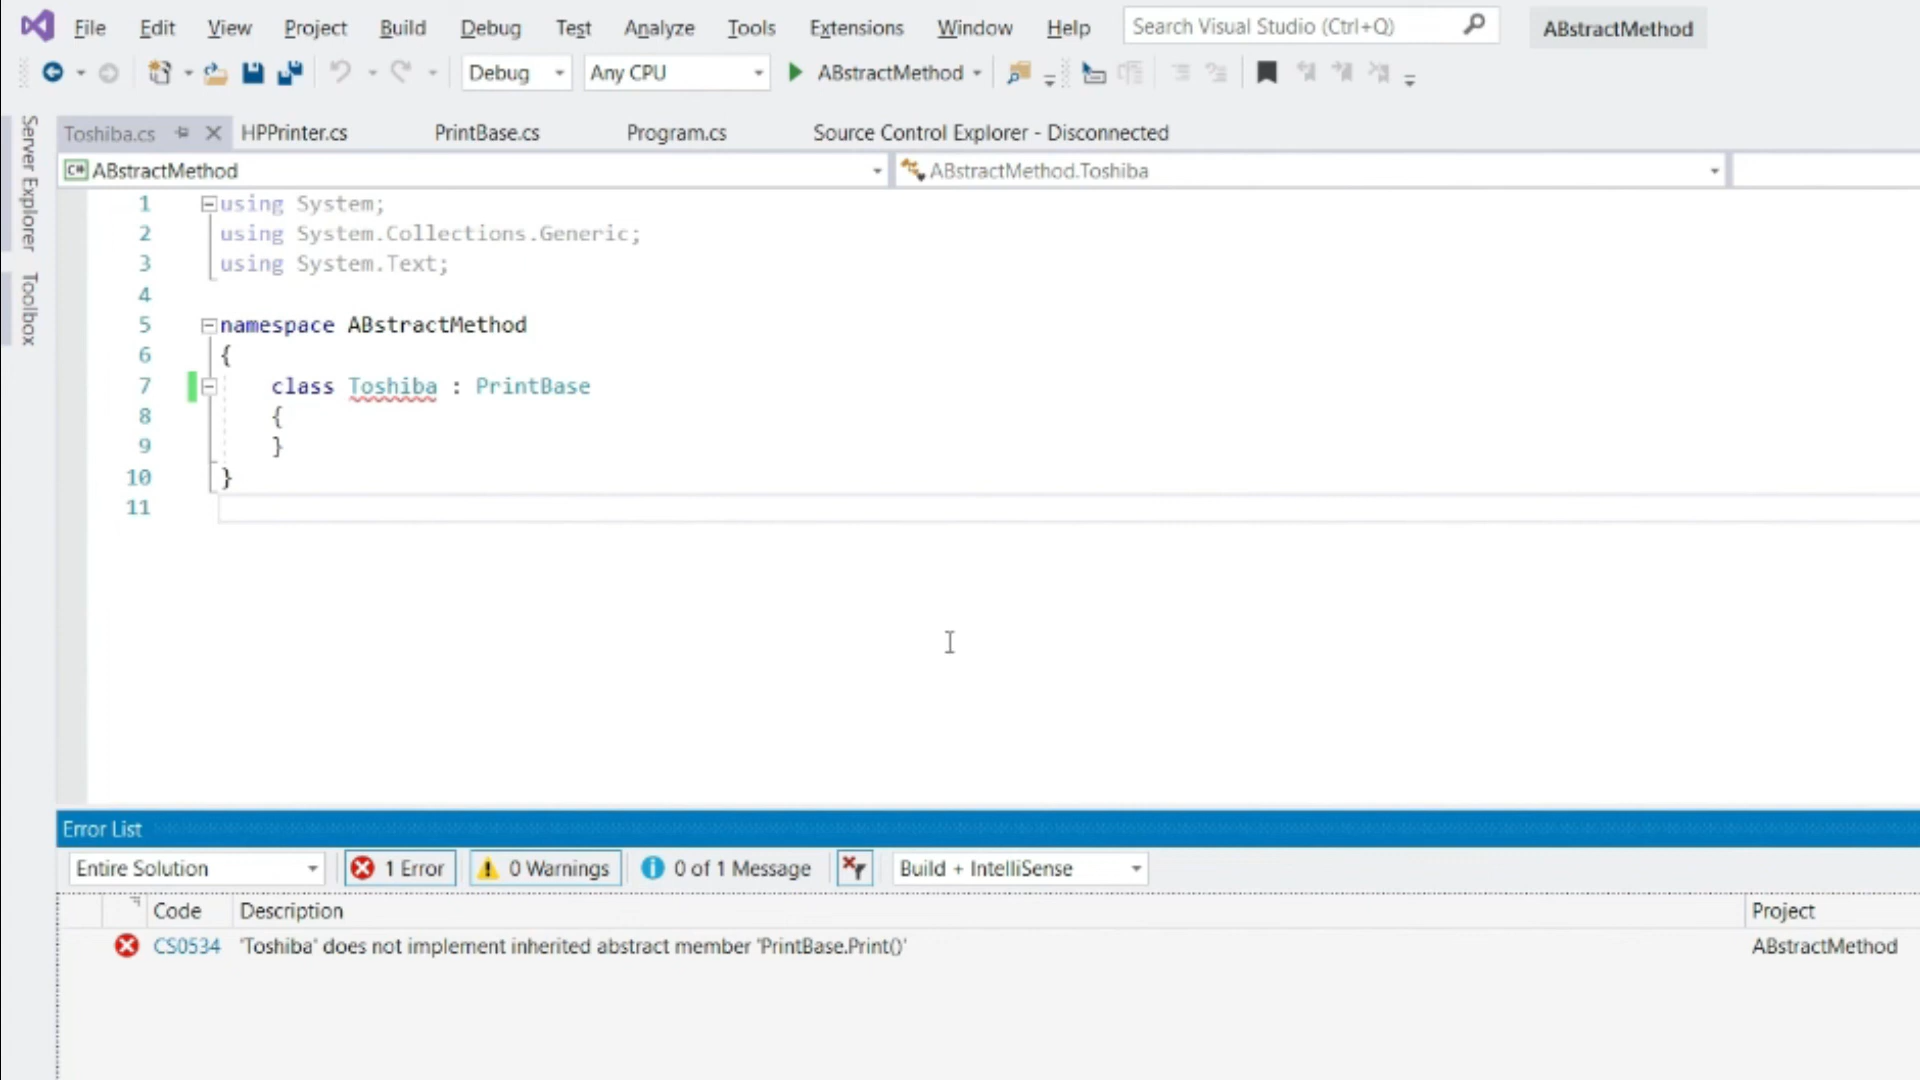 File Edit View Project Build Debug Test Analyze Tools Extensions Window Help Search Visual Studio (Ctrl+Q) ABstractMethod
Debug Any CPU ABstractMethod
Toshiba.cs HPPrinter.cs PrintBase.cs Program.cs Source Control Explorer - Disconnected
C# ABstractMethod ABstractMethod.Toshiba
Server Explorer
Toolbox
1 using System;
2 using System.Collections.Generic;
3 using System.Text;
4
5 namespace ABstractMethod
6 {
7 class Toshiba : PrintBase
8 {
9 }
10 }
11
Error List
Entire Solution 1 Error 0 Warnings 0 of 1 Message Build + IntelliSense
Code Description Project
CS0534 'Toshiba' does not implement inherited abstract member 'PrintBase.Print()' ABstractMethod